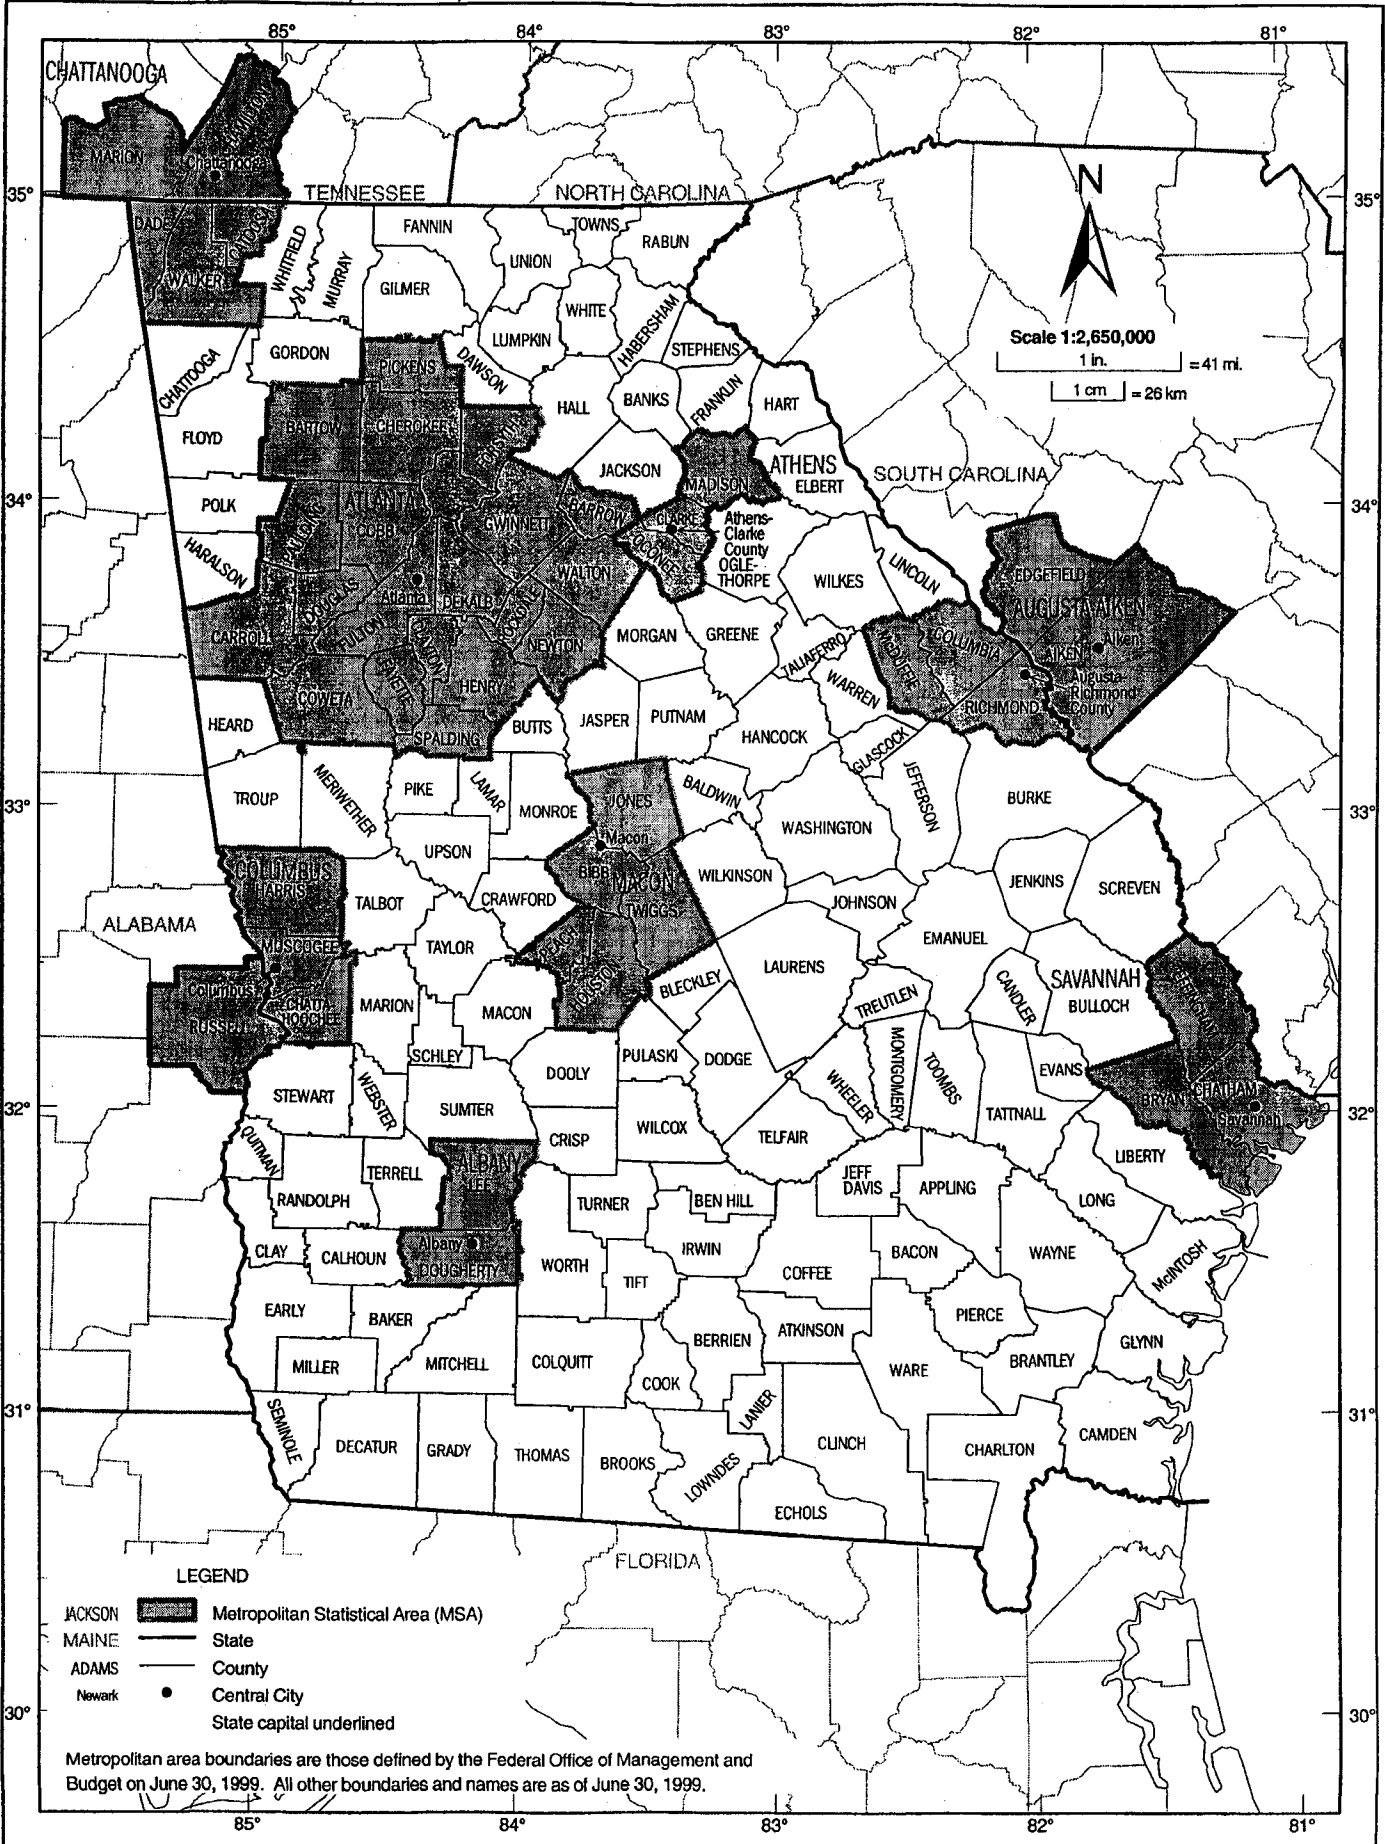 85°
84°
83°
82°
81°
CHATTANOOGA
HAMILTON
MARION
Chattanooga
N
35°
TENNESSEE
NORTH CAROLINA
35°
DADE
CATOOSA
WALKER
WHITFIELD
MURRAY
FANNIN
TOWNS
RABUN
UNION
GILMER
WHITE
HABERSHAM
LUMPKIN
STEPHENS
Scale 1:2,650,000
1 in.
= 41 mi.
1 cm
= 26 km
CHATTOOGA
GORDON
PICKENS
DAWSON
FRANKLIN
HALL
BANKS
HART
FLOYD
BARTOW
CHEROKEE
FORSYTH
JACKSON
MADISON
ATHENS
ELBERT
SOUTH CAROLINA
34°
34°
POLK
ATLANTA
PAULDING
COBB
GWINNETT
BARROW
CLARKE
Athens-
Clarke
County
OGLE-
THORPE
OCONEE
HARALSON
WALTON
WILKES
LINCOLN
EDGEFIELD
DOUGLAS
Atlanta
DEKALB
ROCKDALE
AUGUSTA AIKEN
CARROLL
FULTON
CLAYTON
NEWTON
MORGAN
GREENE
TALIAFERRO
McDUFFIE
COLUMBIA
AIKEN
Aiken
COWETA
FAYETTE
HENRY
WARREN
RICHMOND
Augusta-
Richmond
County
HEARD
SPALDING
BUTTS
JASPER
PUTNAM
HANCOCK
GLASCOCK
JEFFERSON
33°
33°
TROUP
MERIWETHER
PIKE
LAMAR
MONROE
JONES
BALDWIN
BURKE
UPSON
Macon
WASHINGTON
COLUMBUS
HARRIS
BIBB
MACON
WILKINSON
JENKINS
SCREVEN
TALBOT
CRAWFORD
TWIGGS
JOHNSON
ALABAMA
MUSCOGEE
TAYLOR
PEACH
EMANUEL
Columbus
CHATTA-
HOOCHEE
RUSSELL
MARION
MACON
HOUSTON
BLECKLEY
LAURENS
TREUTLEN
CANDLER
SAVANNAH
BULLOCH
EFFINGHAM
SCHLEY
DOOLY
PULASKI
DODGE
MONTGOMERY
TOOMBS
EVANS
32°
32°
STEWART
WEBSTER
SUMTER
WHEELER
TATTNALL
BRYAN
CHATHAM
Savannah
QUITMAN
CRISP
WILCOX
TELFAIR
LIBERTY
TERRELL
ALBANY
LEE
RANDOLPH
TURNER
BEN HILL
JEFF
DAVIS
APPLING
LONG
CLAY
CALHOUN
Albany
DOUGHERTY
WORTH
TIFT
IRWIN
COFFEE
BACON
WAYNE
McINTOSH
EARLY
BAKER
PIERCE
MILLER
MITCHELL
COLQUITT
COOK
BERRIEN
ATKINSON
WARE
BRANTLEY
GLYNN
31°
31°
SEMINOLE
DECATUR
GRADY
THOMAS
BROOKS
LOWNDES
LANIER
CLINCH
CHARLTON
CAMDEN
ECHOLS
FLORIDA
LEGEND
JACKSON
Metropolitan Statistical Area (MSA)
MAINE
State
ADAMS
County
Newark
Central City
State capital underlined
30°
30°
Metropolitan area boundaries are those defined by the Federal Office of Management and
Budget on June 30, 1999. All other boundaries and names are as of June 30, 1999.
85°
84°
83°
82°
81°